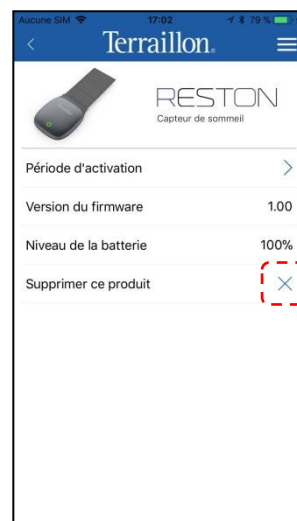 Aucune SIM 17:02 79 %
Terraillon®
RESTON
Capteur de sommeil
Période d'activation
Version du firmware 1.00
Niveau de la batterie 100%
Supprimer ce produit